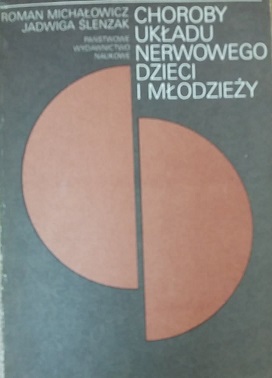 ROMAN MICHAŁOWICZ
JADWIGA ŚLENZAK
PAŃSTWOWE
WYDAWNICTWO
NAUKOWE
CHOROBY
UKŁADU
NERWOWEGO
DZIECI
I MŁODZIEŻY